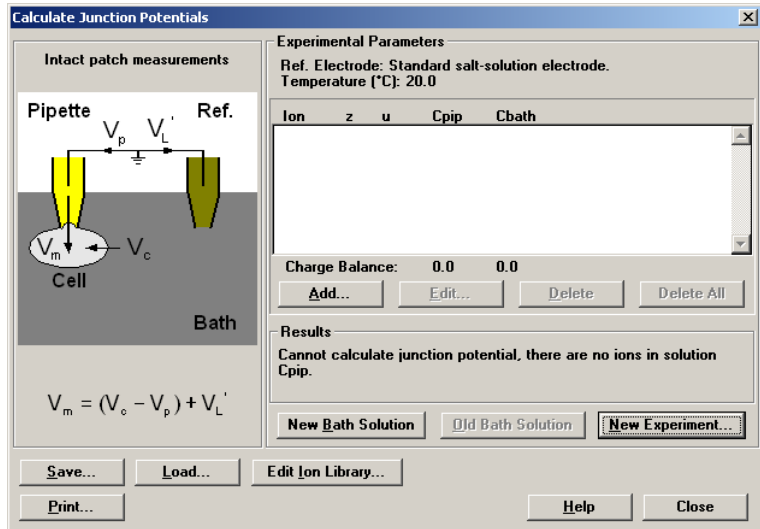 Calculate Junction Potentials
Intact patch measurements
Pipette
Ref.
Vp
VL'
Vm
Vc
Cell
Bath
Vm = (Vc – Vp) + VL'
Experimental Parameters
Ref. Electrode: Standard salt-solution electrode.
Temperature (°C): 20.0
Ion z u Cpip Cbath
Charge Balance: 0.0 0.0
Add... Edit... Delete Delete All
Results
Cannot calculate junction potential, there are no ions in solution
Cpip.
New Bath Solution Old Bath Solution New Experiment...
Save... Load... Edit Ion Library...
Print... Help Close